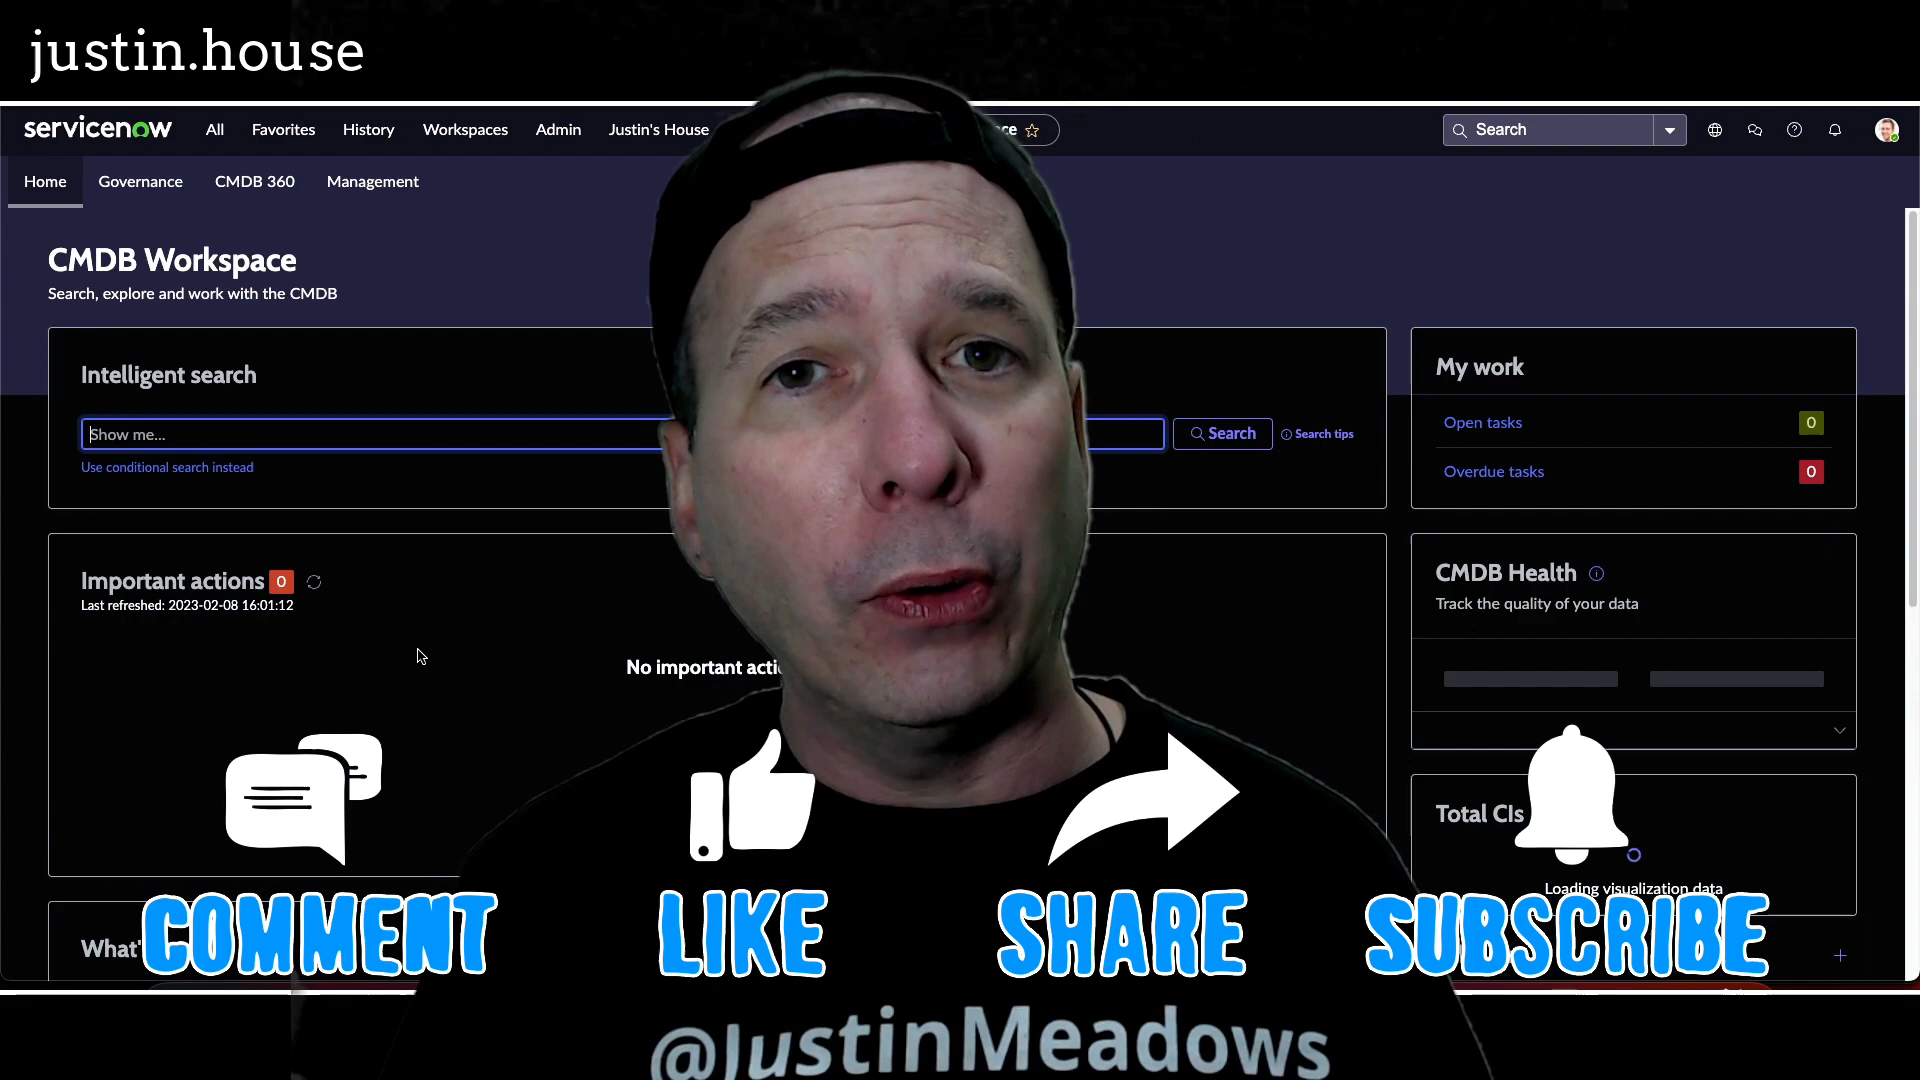 justin.house
servicenow All Favorites History Workspaces Admin Justin's House
Search
Home Governance CMDB 360 Management
CMDB Workspace
Search, explore and work with the CMDB
Intelligent search
Show me...
Search
Search tips
Use conditional search instead
My work
Open tasks 0
Overdue tasks 0
Important actions 0
Last refreshed: 2023-02-08 16:01:12
No important
CMDB Health
Track the quality of your data
Total CIs
Loading visualization data
COMMENT LIKE SHARE SUBSCRIBE
@JustinMeadows